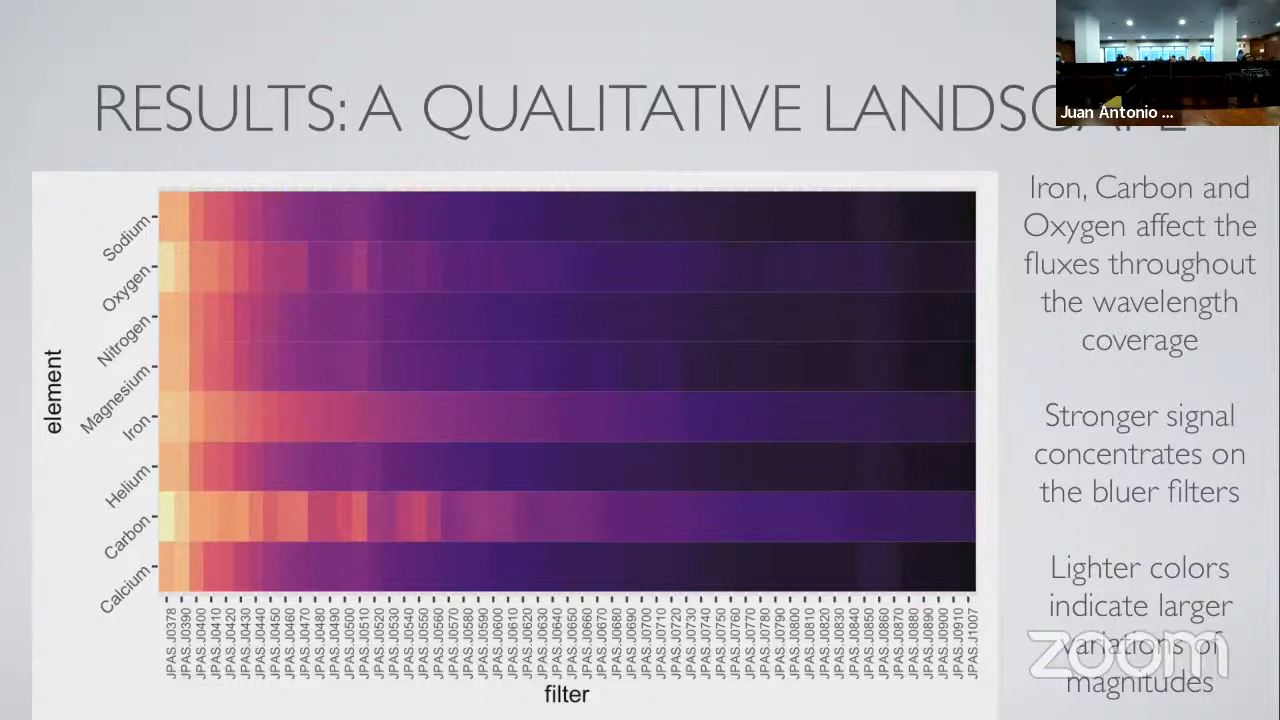 RESULTS: A QUALITATIVE LANDSCAPE
Juan Antonio ...
Iron, Carbon and
Oxygen affect the
fluxes throughout
the wavelength
coverage
Stronger signal
concentrates on
the bluer filters
Lighter colors
indicate larger
variations of
magnitudes
zoom
element
Sodium
Oxygen
Nitrogen
Magnesium
Iron
Helium
Carbon
Calcium
JPAS.J0378
JPAS.J0390
JPAS.J0400
JPAS.J0410
JPAS.J0420
JPAS.J0430
JPAS.J0440
JPAS.J0450
JPAS.J0460
JPAS.J0470
JPAS.J0480
JPAS.J0490
JPAS.J0500
JPAS.J0510
JPAS.J0520
JPAS.J0530
JPAS.J0540
JPAS.J0550
JPAS.J0560
JPAS.J0570
JPAS.J0580
JPAS.J0590
JPAS.J0600
JPAS.J0610
JPAS.J0620
JPAS.J0630
JPAS.J0640
JPAS.J0650
JPAS.J0660
JPAS.J0670
JPAS.J0680
JPAS.J0690
JPAS.J0700
JPAS.J0710
JPAS.J0720
JPAS.J0730
JPAS.J0740
JPAS.J0750
JPAS.J0760
JPAS.J0770
JPAS.J0780
JPAS.J0790
JPAS.J0800
JPAS.J0810
JPAS.J0820
JPAS.J0830
JPAS.J0840
JPAS.J0850
JPAS.J0860
JPAS.J0870
JPAS.J0880
JPAS.J0890
JPAS.J0900
JPAS.J0910
JPAS.J1007
filter